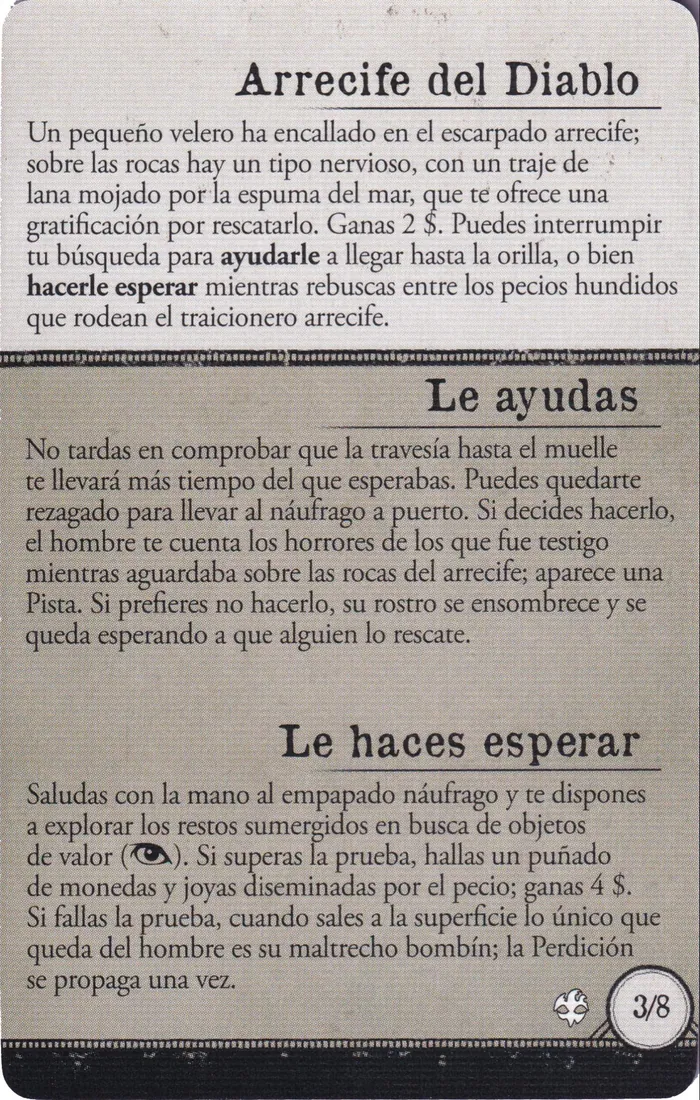 Arrecife del Diablo
Un pequeño velero ha encallado en el escarpado arrecife;
sobre las rocas hay un tipo nervioso, con un traje de
lana mojado por la espuma del mar, que te ofrece una
gratificación por rescatarlo. Ganas 2 $. Puedes interrumpir
tu búsqueda para ayudarle a llegar hasta la orilla, o bien
hacerle esperar mientras rebuscas entre los pecios hundidos
que rodean el traicionero arrecife.
Le ayudas
No tardas en comprobar que la travesía hasta el muelle
te llevará más tiempo del que esperabas. Puedes quedarte
rezagado para llevar al náufrago a puerto. Si decides hacerlo,
el hombre te cuenta los horrores de los que fue testigo
mientras aguardaba sobre las rocas del arrecife; aparece una
Pista. Si prefieres no hacerlo, su rostro se ensombrece y se
queda esperando a que alguien lo rescate.
Le haces esperar
Saludas con la mano al empapado náufrago y te dispones
a explorar los restos sumergidos en busca de objetos
de valor (). Si superas la prueba, hallas un puñado
de monedas y joyas diseminadas por el pecio; ganas 4 $.
Si fallas la prueba, cuando sales a la superficie lo único que
queda del hombre es su maltrecho bombín; la Perdición
se propaga una vez.
3/8